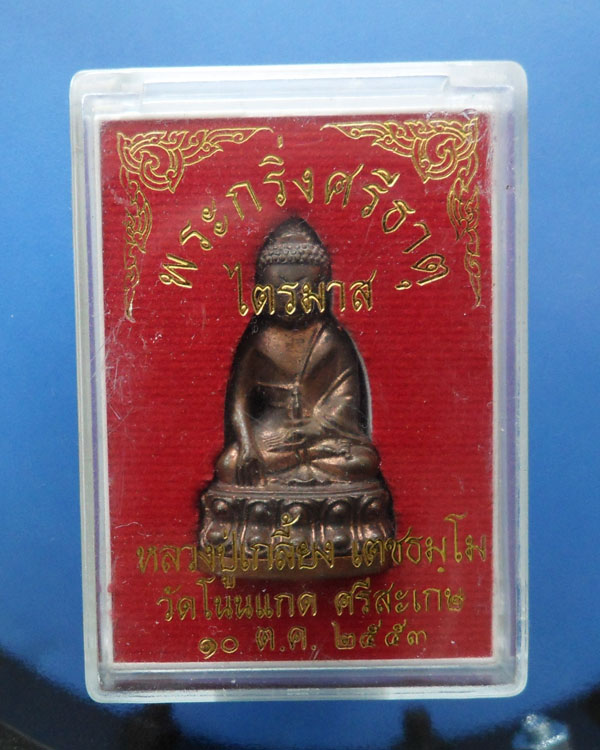 พระกริ่งศรีธาตุ
ไตรมาส
หลวงปู่เกลี้ยง เตชธมฺโม
วัดโนนแกด ศรีสะเกษ
๑๐ ต.ค. ๒๕๕๓